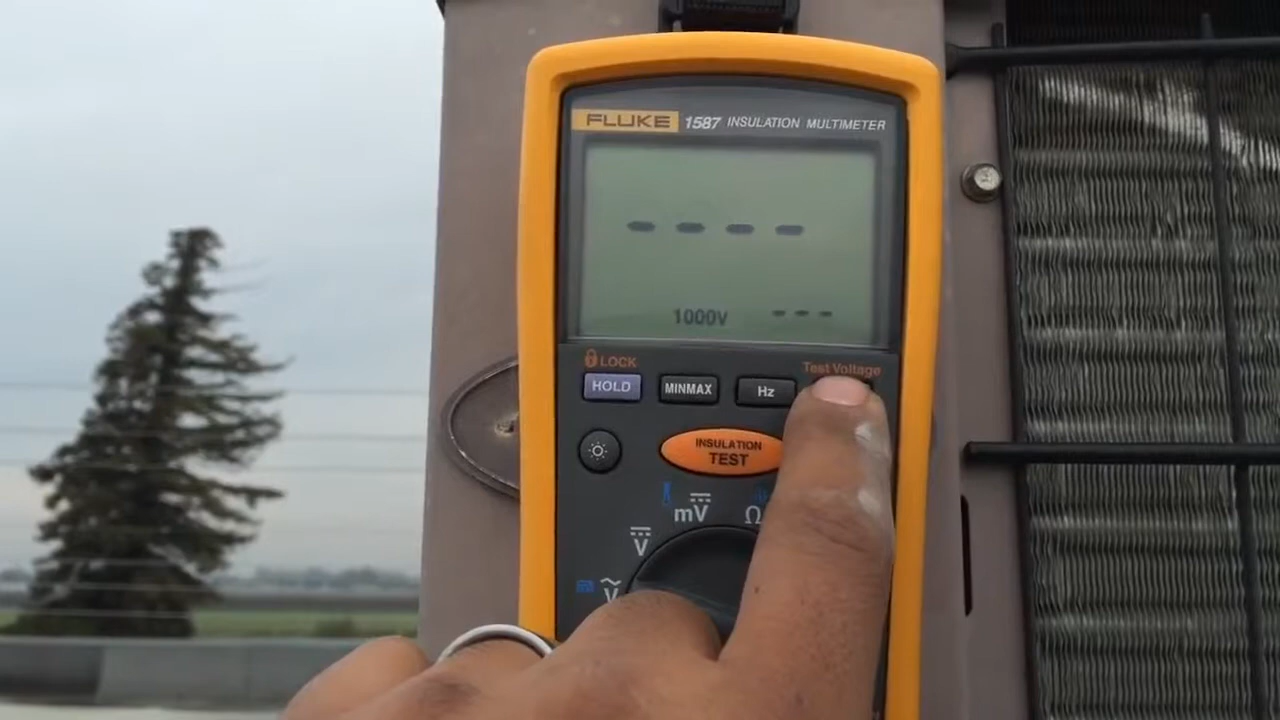 FLUKE 1587 INSULATION MULTIMETER
- - - -
1000V - - -
LOCK Test Voltage
HOLD MINMAX Hz
INSULATION
TEST
mV Ω
V
V